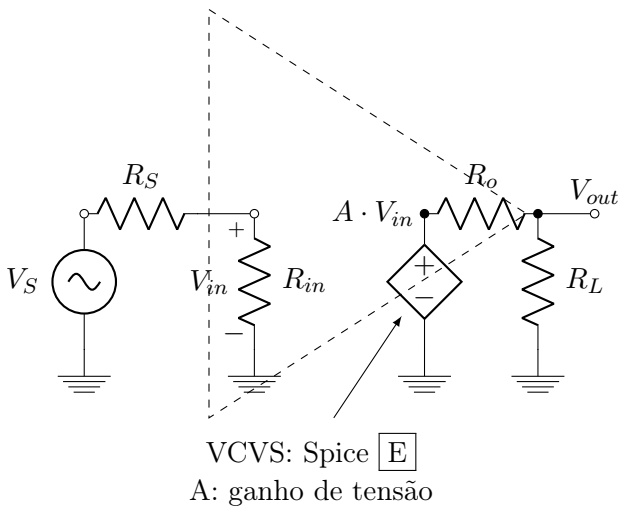 R_S
R_o
V_out
A · V_in
+
V_S
V_in
R_in
+
−
R_L
−
VCVS: Spice E
A: ganho de tensão